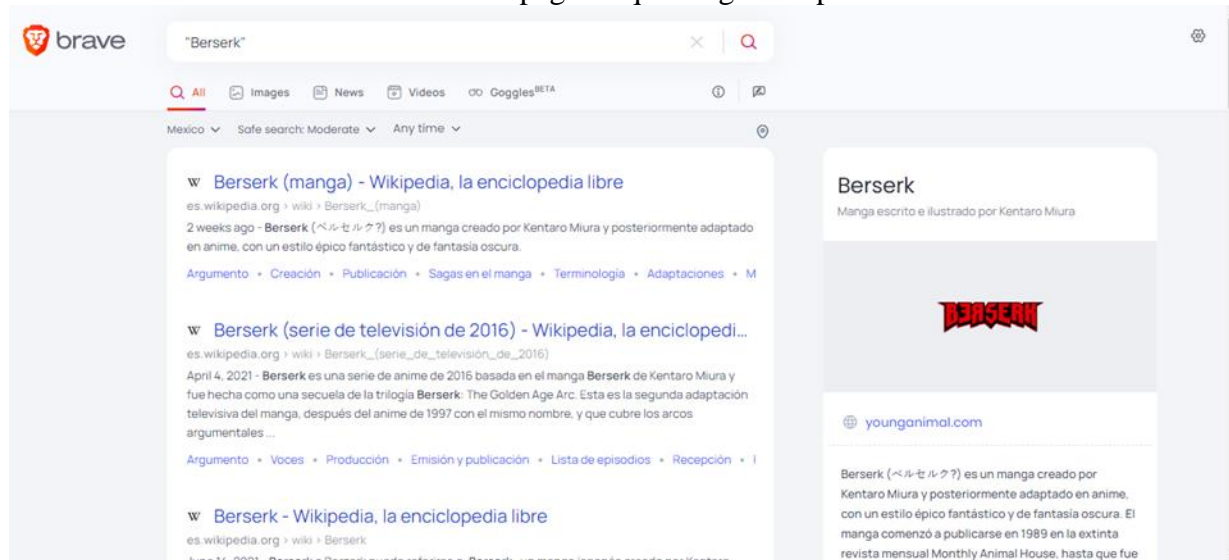 brave
"Berserk"
All Images News Videos Goggles BETA
Mexico Safe search: Moderate Any time
W Berserk (manga) - Wikipedia, la enciclopedia libre
es.wikipedia.org › wiki › Berserk_(manga)
2 weeks ago - Berserk (ベルセルク?) es un manga creado por Kentaro Miura y posteriormente adaptado
en anime, con un estilo épico fantástico y de fantasía oscura.
Argumento • Creación • Publicación • Sagas en el manga • Terminología • Adaptaciones • M
W Berserk (serie de televisión de 2016) - Wikipedia, la enciclopedi...
es.wikipedia.org › wiki › Berserk_(serie_de_televisión_de_2016)
April 4, 2021 - Berserk es una serie de anime de 2016 basada en el manga Berserk de Kentaro Miura y
fue hecha como una secuela de la trilogía Berserk: The Golden Age Arc. Esta es la segunda adaptación
televisiva del manga, después del anime de 1997 con el mismo nombre, y que cubre los arcos
argumentales ...
Argumento • Voces • Producción • Emisión y publicación • Lista de episodios • Recepción •
W Berserk - Wikipedia, la enciclopedia libre
es.wikipedia.org › wiki › Berserk
Berserk
Manga escrito e ilustrado por Kentaro Miura
BERSERK
younganimal.com
Berserk (ベルセルク?) es un manga creado por
Kentaro Miura y posteriormente adaptado en anime,
con un estilo épico fantástico y de fantasía oscura. El
manga comenzó a publicarse en 1989 en la extinta
revista mensual Monthly Animal House, hasta que fue